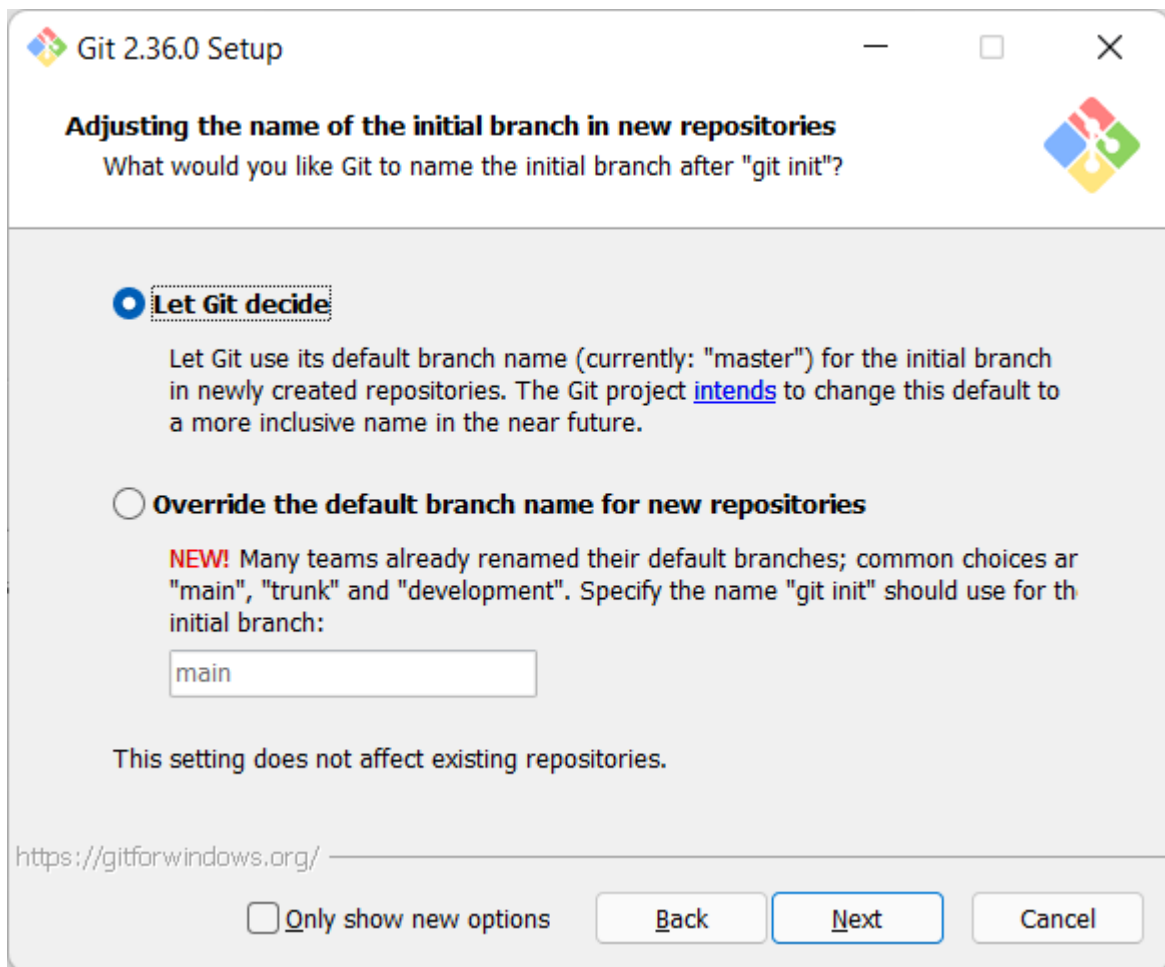 Git 2.36.0 Setup
Adjusting the name of the initial branch in new repositories
What would you like Git to name the initial branch after "git init"?
Let Git decide
Let Git use its default branch name (currently: "master") for the initial branch
in newly created repositories. The Git project intends to change this default to
a more inclusive name in the near future.
Override the default branch name for new repositories
NEW! Many teams already renamed their default branches; common choices ar
"main", "trunk" and "development". Specify the name "git init" should use for th
initial branch:
main
This setting does not affect existing repositories.
https://gitforwindows.org/
Only show new options
Back
Next
Cancel